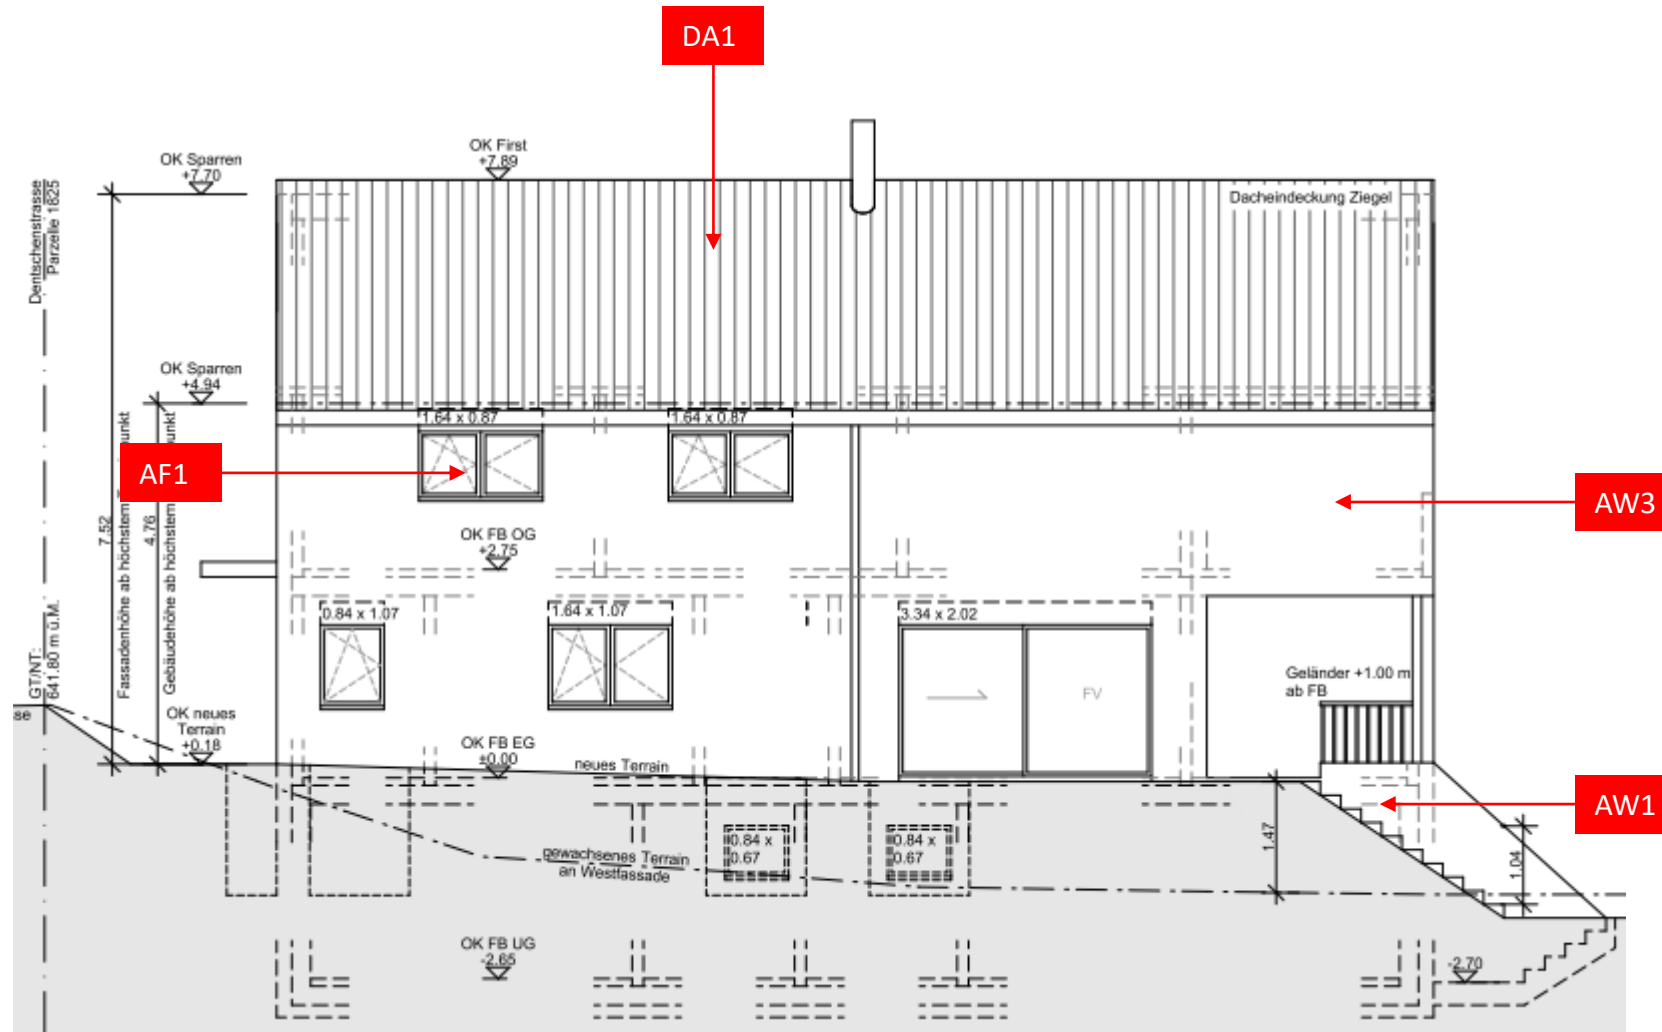 DA1
OK Sparren
+7.70
OK First
+7.89
Dacheindeckung Ziegel
Dentschenstrasse
Parzelle 1825
OK Sparren
+4.94
1.64 x 0.87
1.64 x 0.87
AF1
AW3
7.52
Fassadenhöhe ab höchstem
4.76
Gebäudehöhe ab höchstem
unkt
unkt
OK FB OG
+2.75
0.84 x 1.07
1.64 x 1.07
3.34 x 2.02
GT/NT:
641.80 m ü.M.
Geländer +1.00 m
ab FB
FV
se
OK neues
Terrain
+0.18
OK FB EG
±0.00
neues Terrain
AW1
0.84 x
0.67
0.84 x
0.67
1.47
1.04
gewachsenes Terrain
an Westfassade
OK FB UG
-2.65
-2.70